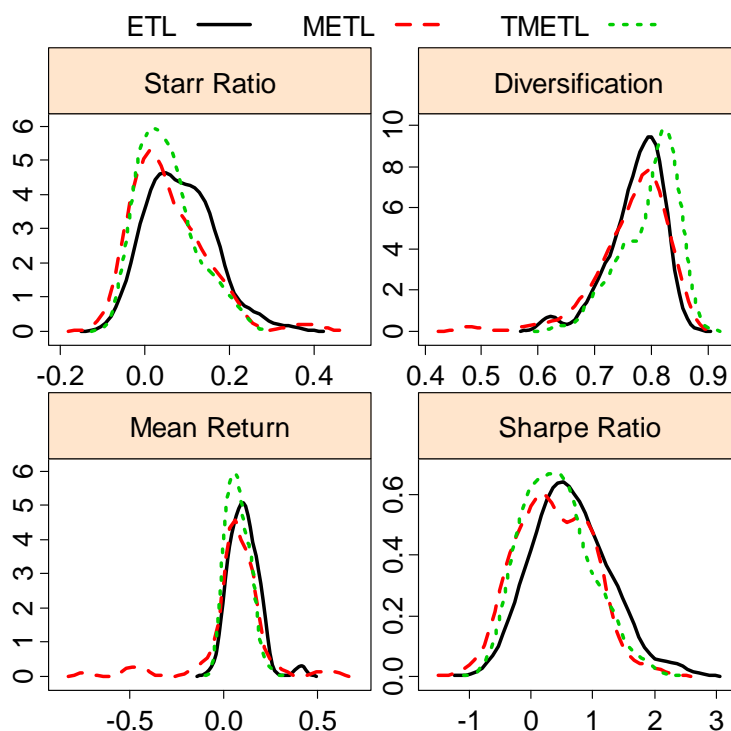 ETL METL TMETL
Starr Ratio Diversification
0 1 2 3 4 5 6
0 2 4 6 8 10
-0.2 0.0 0.2 0.4
0.4 0.5 0.6 0.7 0.8 0.9
Mean Return Sharpe Ratio
0 1 2 3 4 5 6
0.0 0.2 0.4 0.6
-0.5 0.0 0.5
-1 0 1 2 3